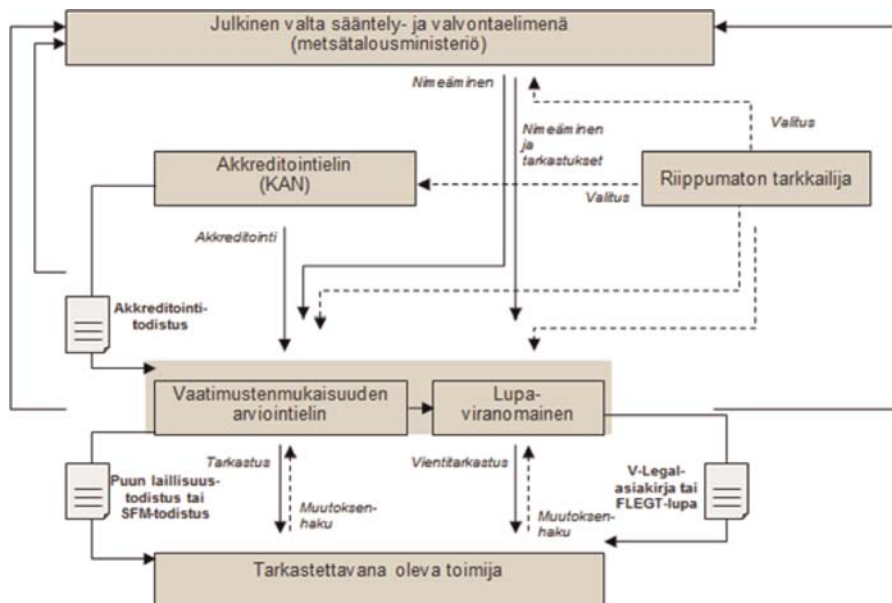 Julkinen valta sääntely- ja valvontaelimenä
(metsätalousministeriö)
Nimeäminen
Valitus
Nimeäminen
ja
tarkastukset
Akkreditointielin
(KAN)
Riippumaton tarkkailija
Valitus
Akkreditointi
Akkreditointi-
todistus
Vaatimustenmukaisuuden
arviointielin
Lupa-
viranomainen
Tarkastus
Vientitarkastus
Puun laillisuus-
todistus tai
SFM-todistus
V-Legal-
asiakirja tai
FLEGT-lupa
Muutoksen-
haku
Muutoksen-
haku
Tarkastettavana oleva toimija